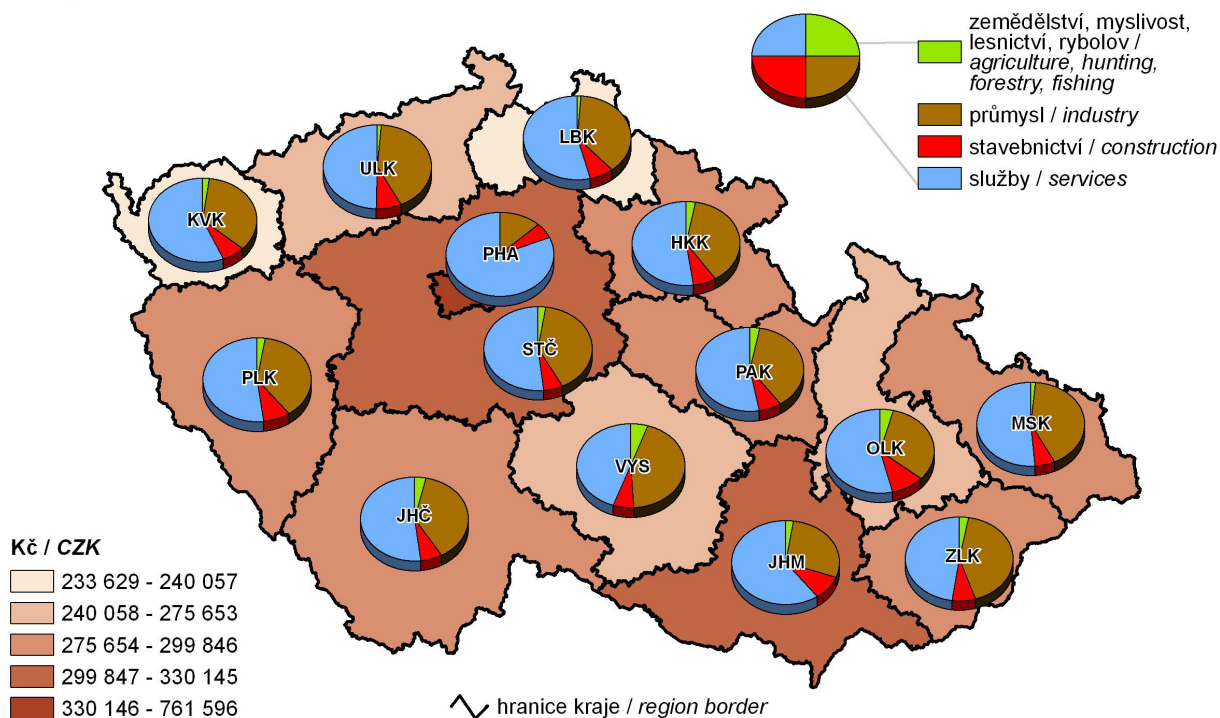 zemědělství, myslivost,
lesnictví, rybolov /
agriculture, hunting,
forestry, fishing
průmysl / industry
stavebnictví / construction
služby / services
LBK
ULK
KVK
HKK
PHA
STČ
PLK
PAK
MSK
OLK
VYS
JHČ
JHM
ZLK
Kč / CZK
233 629 - 240 057
240 058 - 275 653
275 654 - 299 846
299 847 - 330 145
330 146 - 761 596
hranice kraje / region border